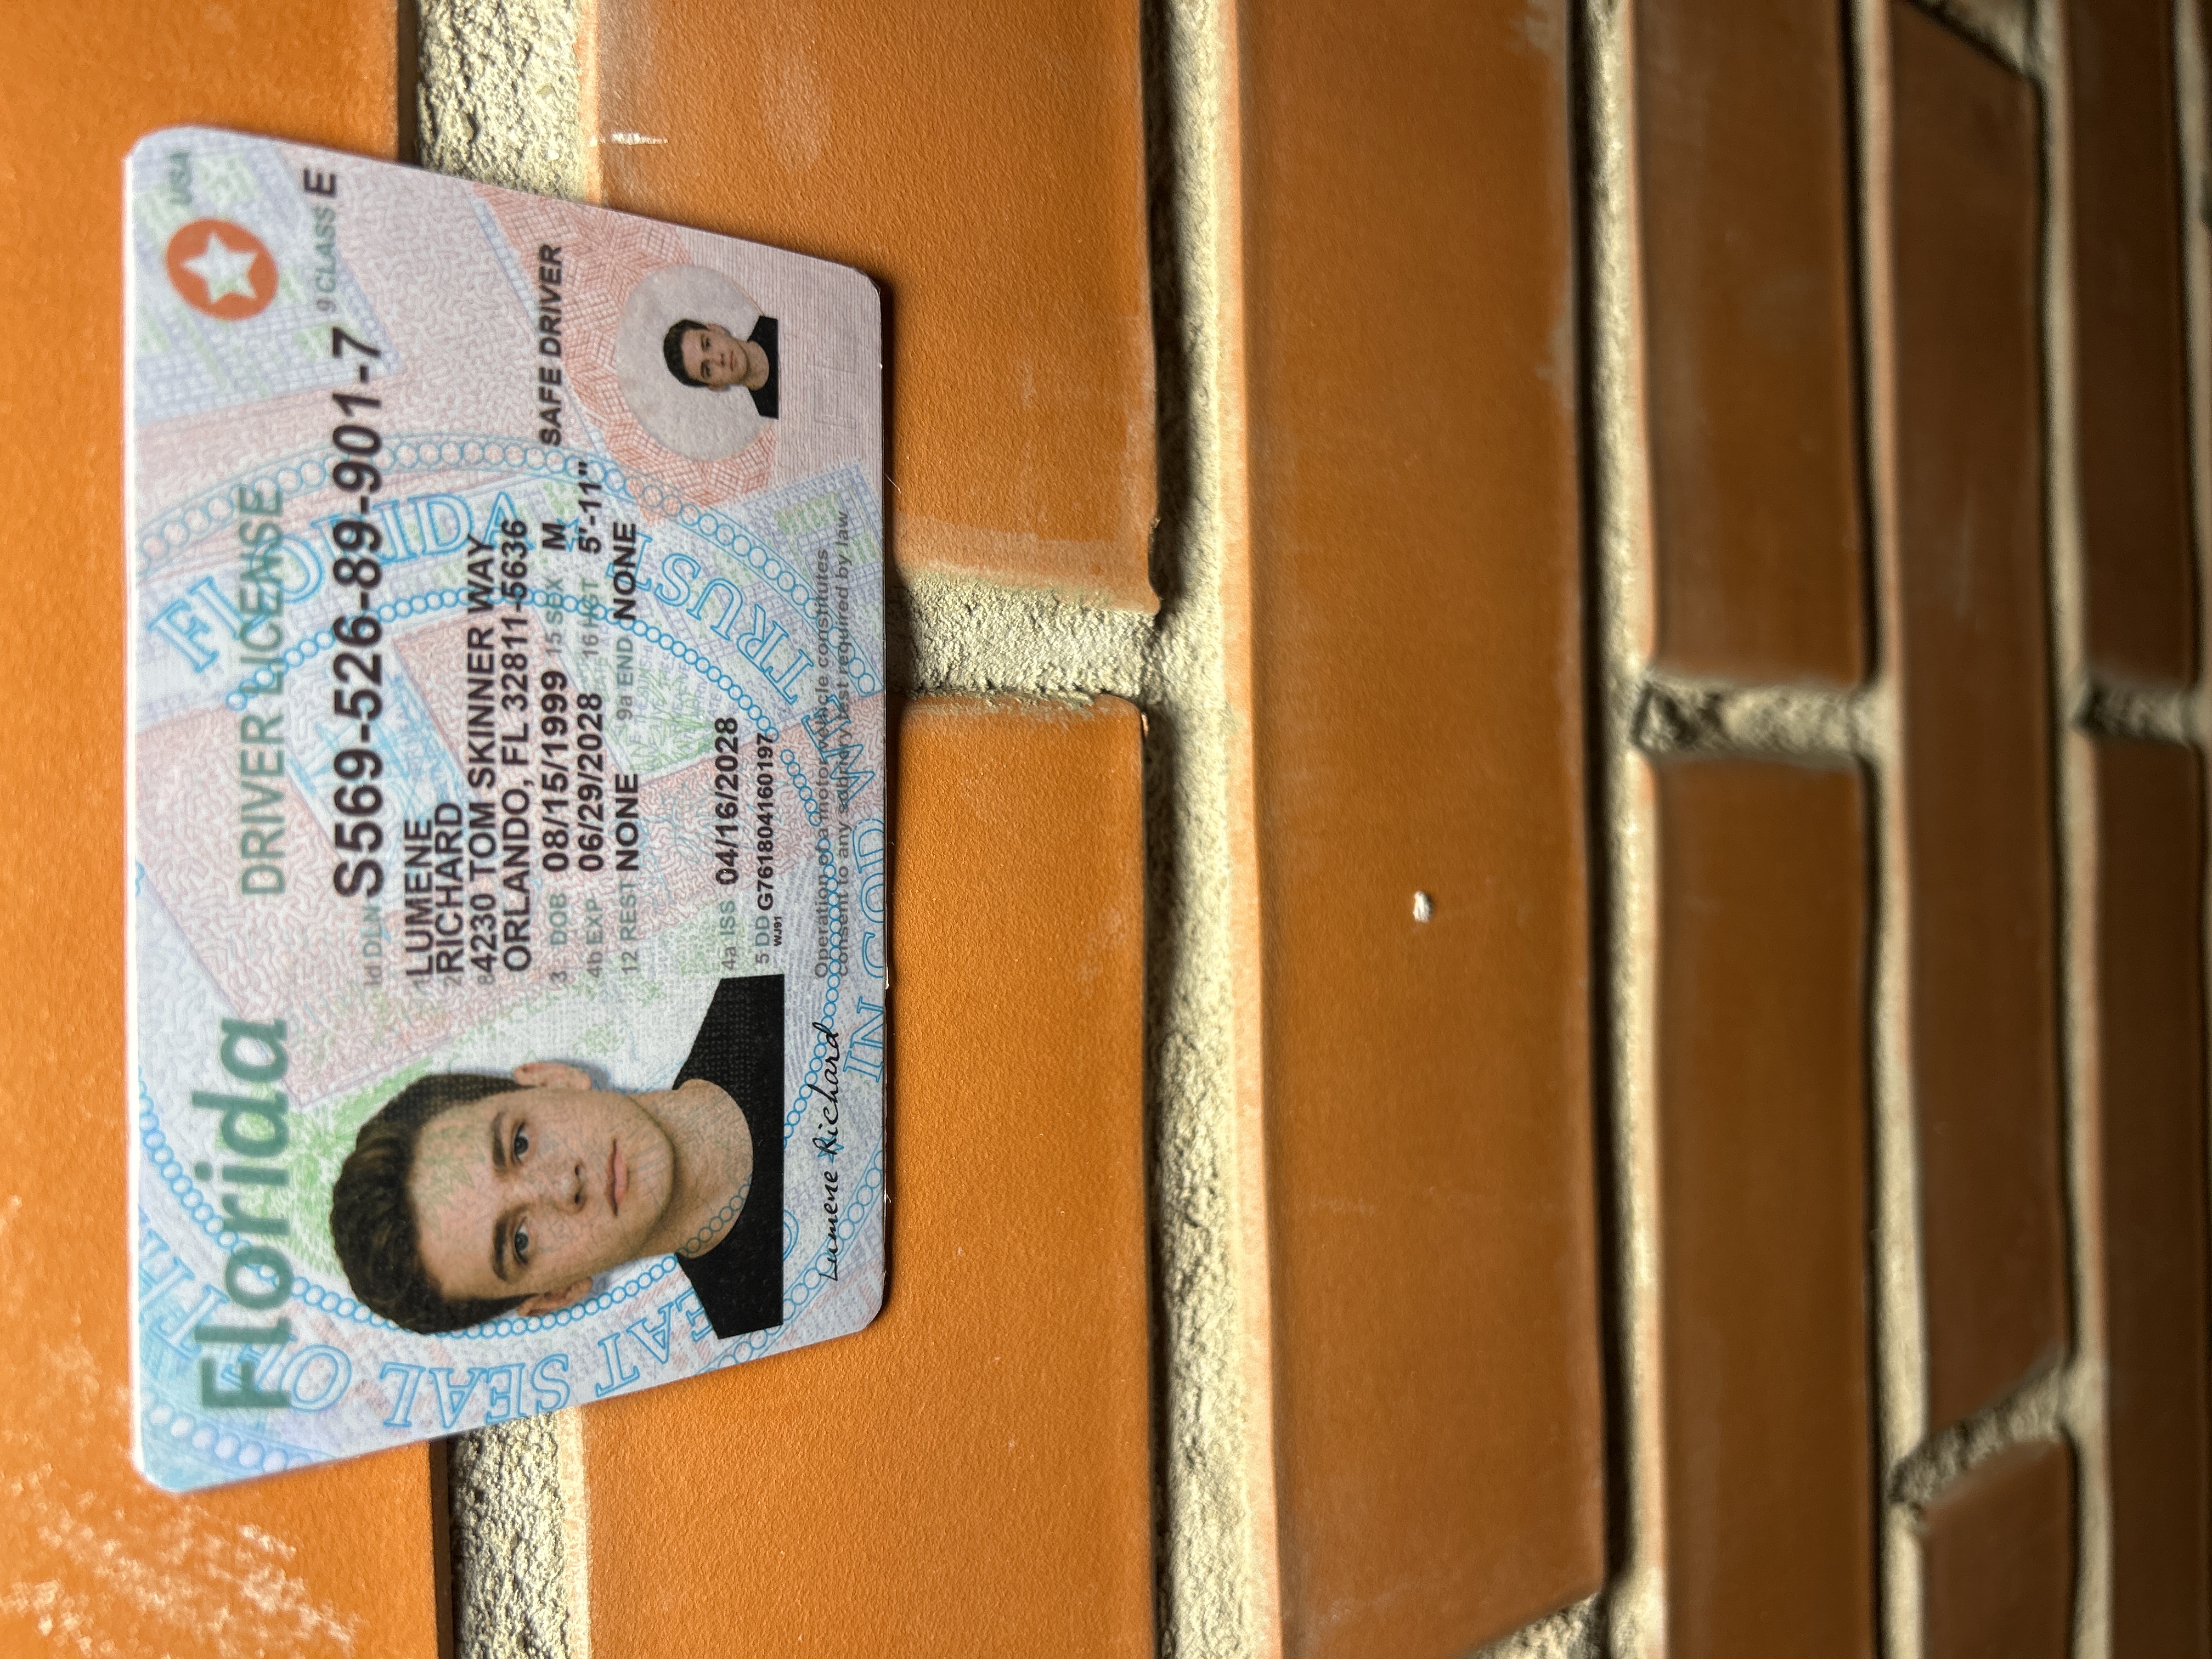 Florida DRIVER LICENSE USA
9 CLASS E
1d DLN S569-526-89-901-7
1 LUMENE
2 RICHARD
8 4230 TOM SKINNER WAY
ORLANDO, FL 32811-5636
3 DOB 08/15/1999 15 SEX M
SAFE DRIVER
4b EXP 06/29/2028 16 HGT 5'-11"
12 REST NONE 9a END NONE
4a ISS 04/16/2028
5 DD G761804160197
WJ91
Lumene Richard
Operation of a motor vehicle constitutes
consent to any sobriety test required by law
SEAL OF TH
FLORIDA
IN GOD WE TRUST